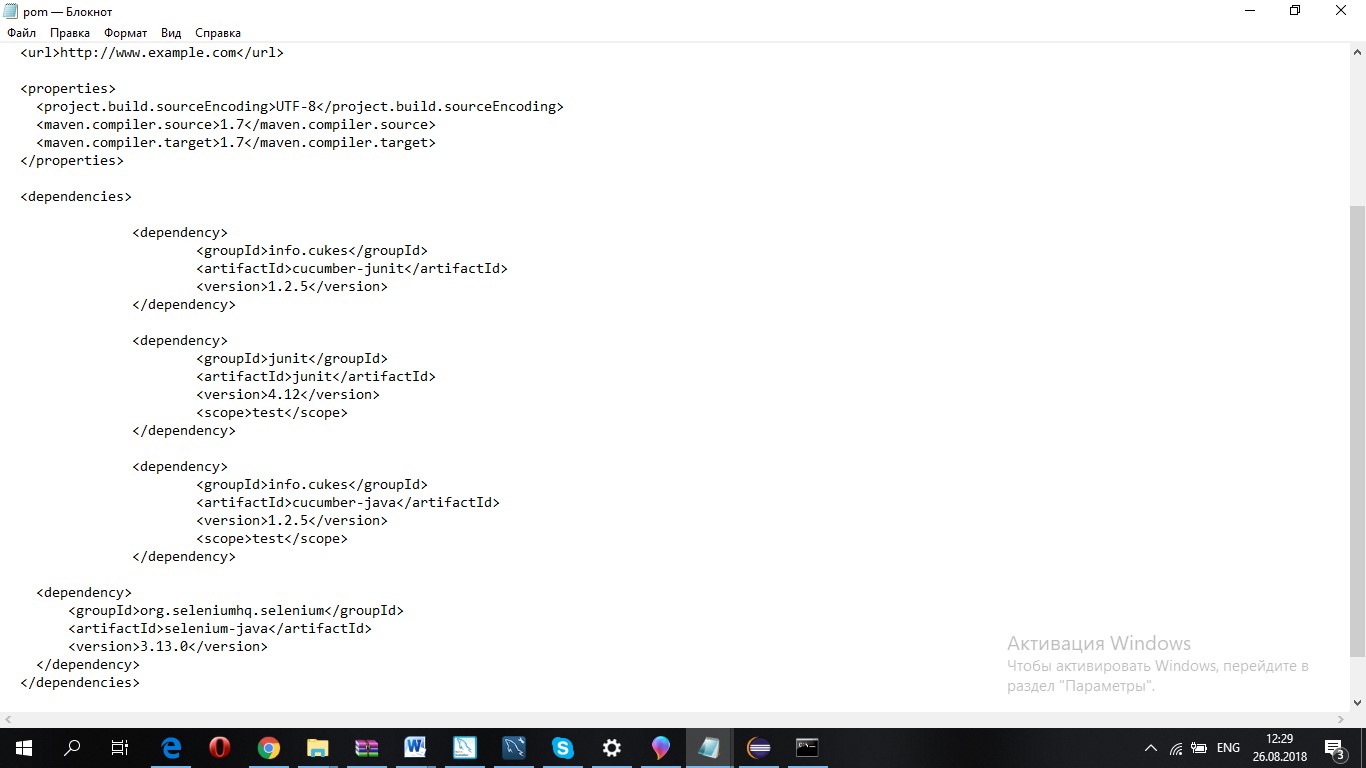 pom — Блокнот
Файл Правка Формат Вид Справка
<url>http://www.example.com</url>
<properties>
<project.build.sourceEncoding>UTF-8</project.build.sourceEncoding>
<maven.compiler.source>1.7</maven.compiler.source>
<maven.compiler.target>1.7</maven.compiler.target>
</properties>
<dependencies>
<dependency>
<groupId>info.cukes</groupId>
<artifactId>cucumber-junit</artifactId>
<version>1.2.5</version>
</dependency>
<dependency>
<groupId>junit</groupId>
<artifactId>junit</artifactId>
<version>4.12</version>
<scope>test</scope>
</dependency>
<dependency>
<groupId>info.cukes</groupId>
<artifactId>cucumber-java</artifactId>
<version>1.2.5</version>
<scope>test</scope>
</dependency>
<dependency>
<groupId>org.seleniumhq.selenium</groupId>
<artifactId>selenium-java</artifactId>
<version>3.13.0</version>
</dependency>
</dependencies>
Активация Windows
Чтобы активировать Windows, перейдите в
раздел "Параметры".
ENG
12:29
26.08.2018
3